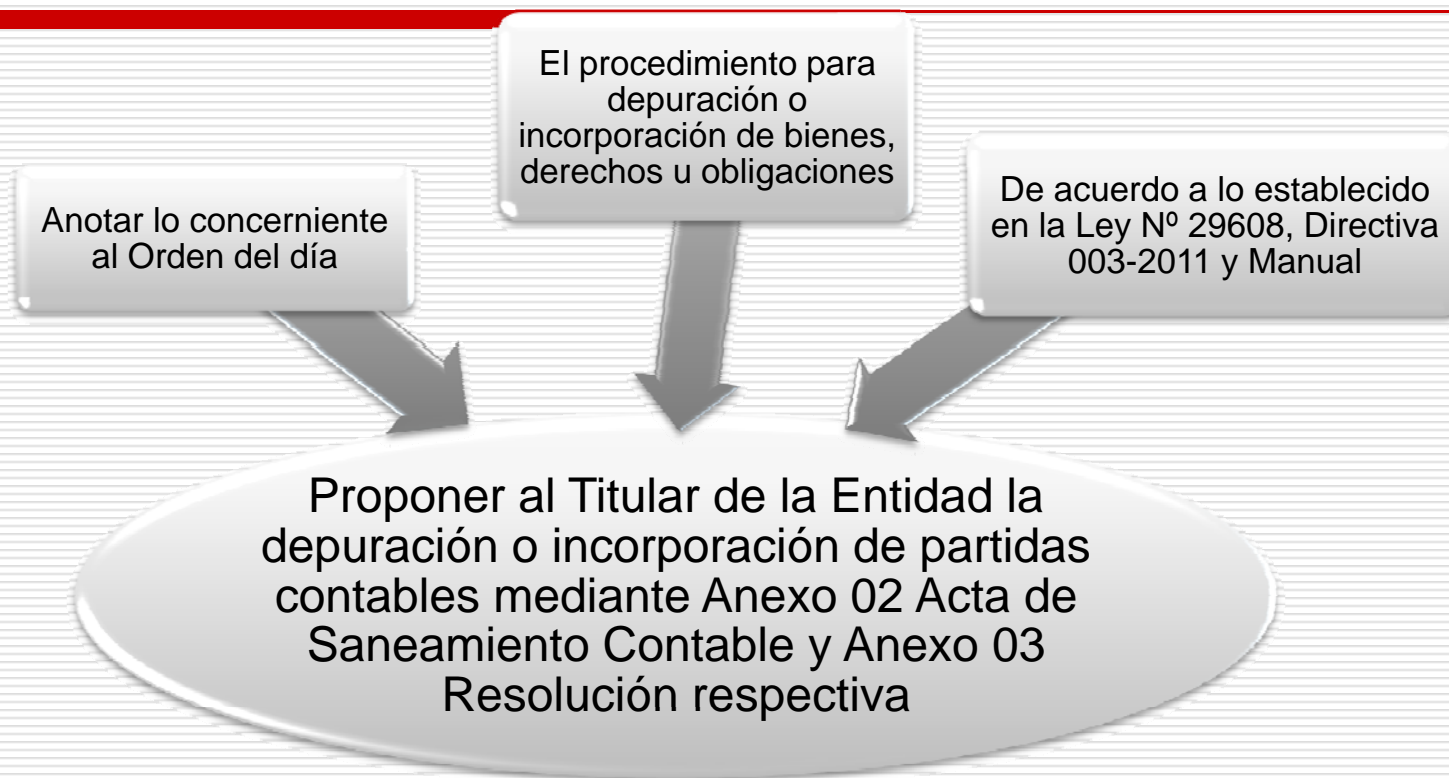 Anotar lo concerniente
al Orden del día
El procedimiento para
depuración o
incorporación de bienes,
derechos u obligaciones
De acuerdo a lo establecido
en la Ley Nº 29608, Directiva
003-2011 y Manual
Proponer al Titular de la Entidad la
depuración o incorporación de partidas
contables mediante Anexo 02 Acta de
Saneamiento Contable y Anexo 03
Resolución respectiva